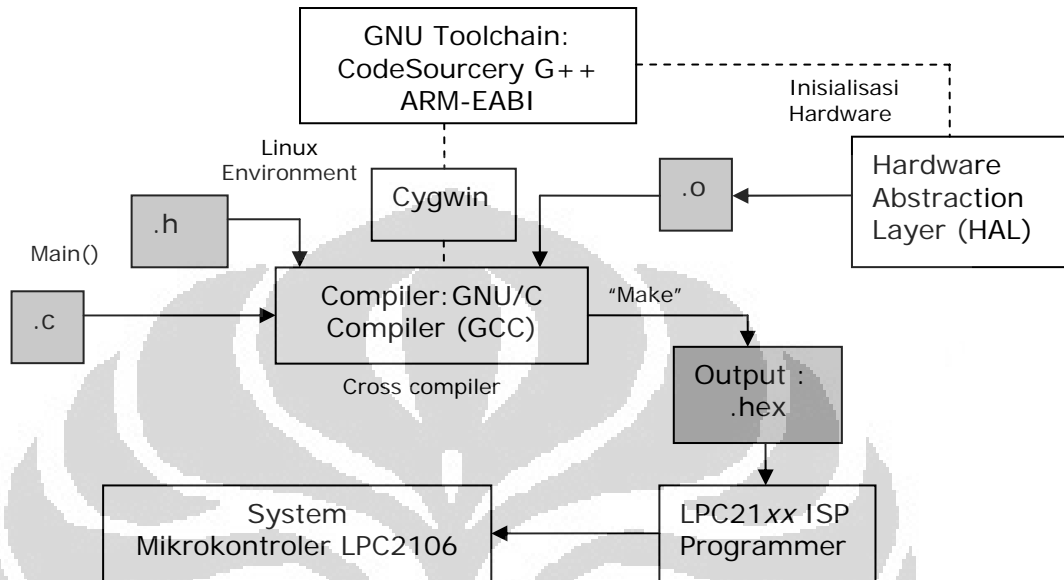 GNU Toolchain:
CodeSourcery G++
ARM-EABI
Inisialisasi
Hardware
Linux
Environment
Cygwin
.o
Hardware
Abstraction
Layer (HAL)
.h
Main()
.c
Compiler: GNU/C
Compiler (GCC)
"Make"
Cross compiler
Output :
.hex
System
Mikrokontroler LPC2106
LPC21xx ISP
Programmer